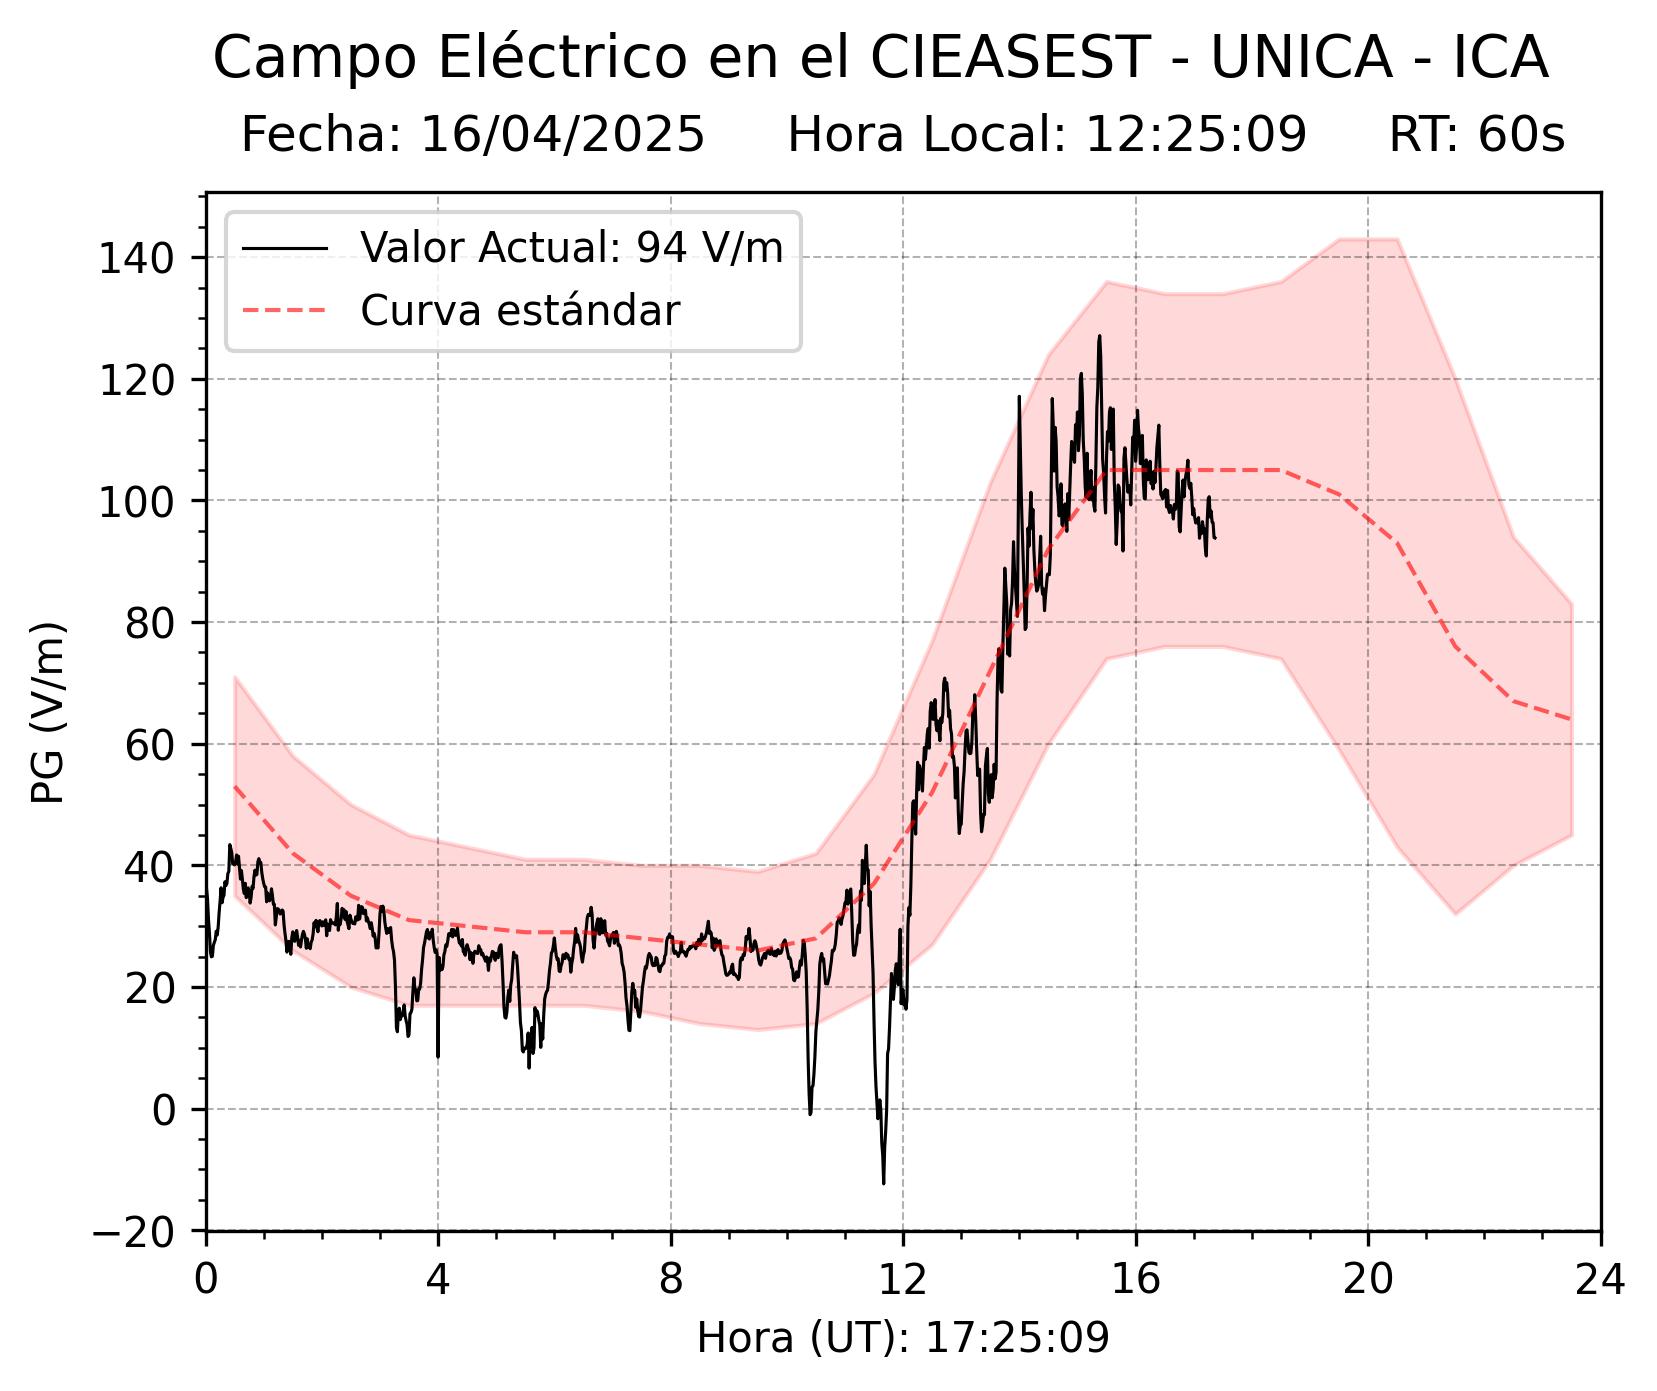 Campo Eléctrico en el CIEASEST - UNICA - ICA
Fecha: 16/04/2025 Hora Local: 12:25:09 RT: 60s
Valor Actual: 94 V/m
Curva estándar
PG (V/m)
140
120
100
80
60
40
20
0
−20
0 4 8 12 16 20 24
Hora (UT): 17:25:09